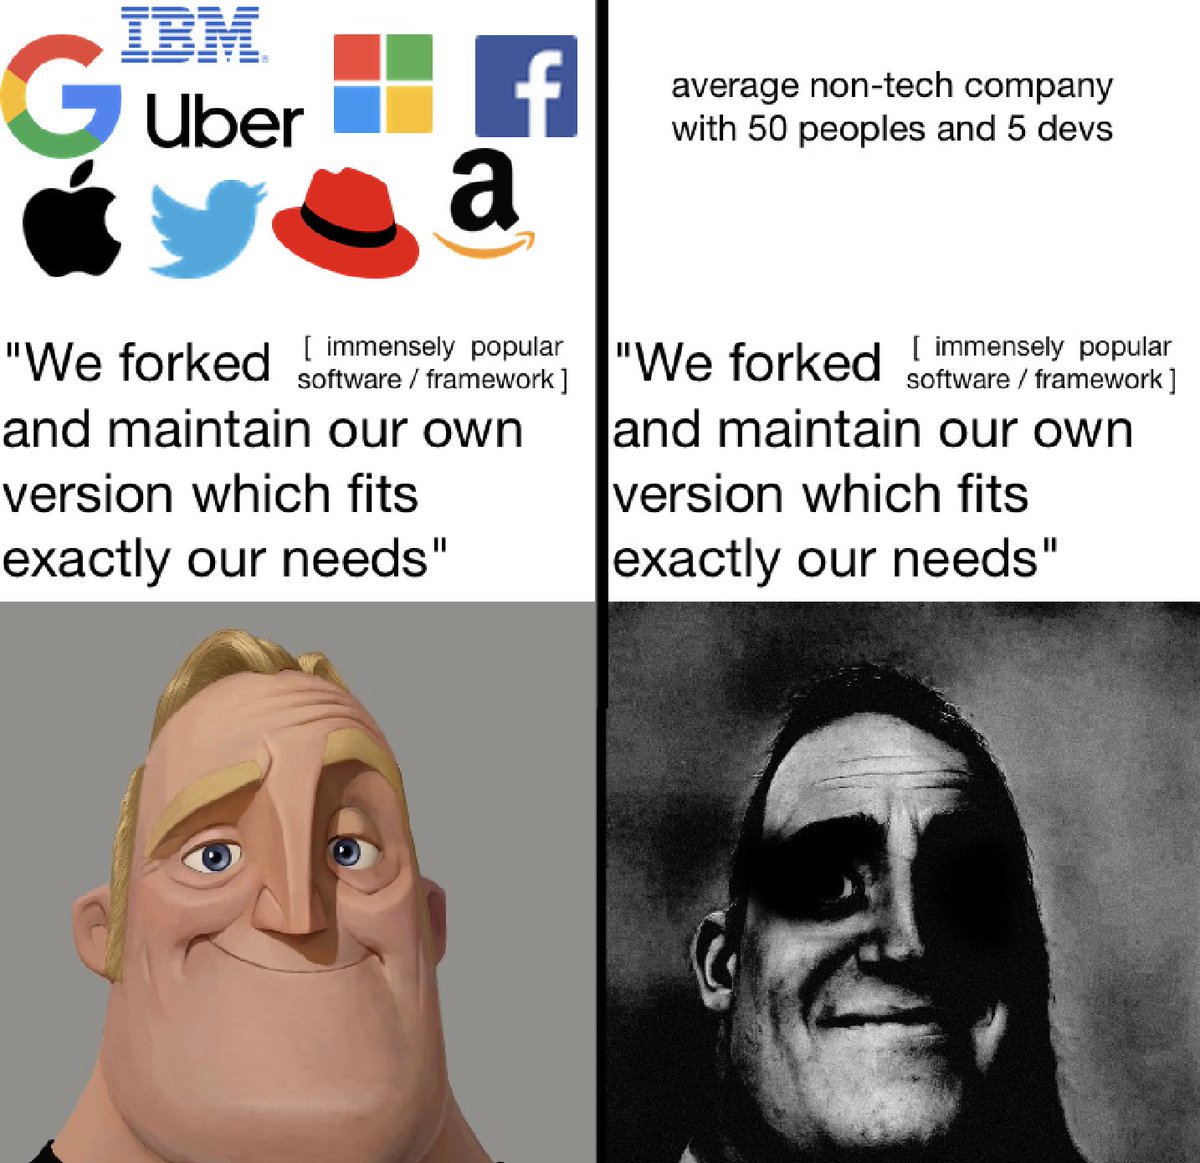 IBM
Uber
a
average non-tech company
with 50 peoples and 5 devs
"We forked [ immensely popular
software / framework ]
and maintain our own
version which fits
exactly our needs"
"We forked [ immensely popular
software / framework ]
and maintain our own
version which fits
exactly our needs"